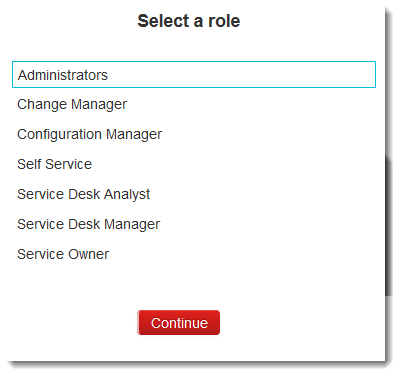 Select a role
Administrators
Change Manager
Configuration Manager
Self Service
Service Desk Analyst
Service Desk Manager
Service Owner
Continue